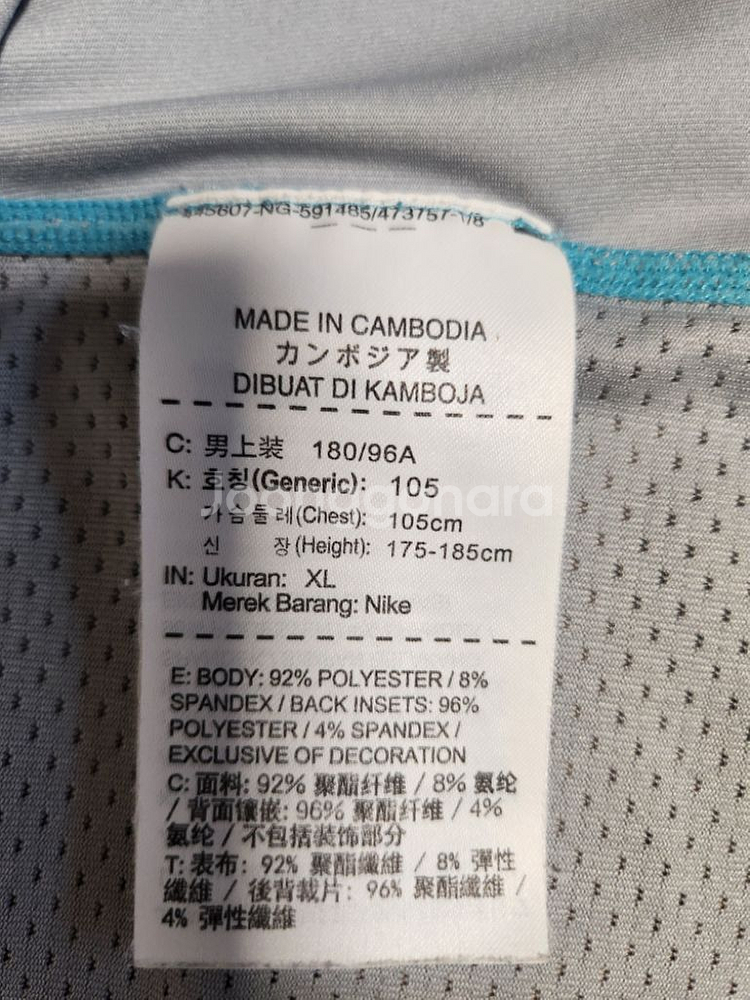 MADE IN CAMBODIA
カンボジア製
DIBUAT DI KAMBOJA
C: 男上装 180/96A
K: 호칭(Generic): 105
가슴둘레(Chest): 105cm
신 장(Height): 175-185cm
IN: Ukuran: XL
Merek Barang: Nike
E: BODY: 92% POLYESTER / 8%
SPANDEX / BACK INSETS: 96%
POLYESTER / 4% SPANDEX /
EXCLUSIVE OF DECORATION
C: 面料: 92% 聚酯纤维 / 8% 氨纶
/ 背面镶嵌: 96% 聚酯纤维 / 4%
氨纶 / 不包括装饰部分
T: 表布: 92% 聚酯纖維 / 8% 彈性
纖維 / 後背裁片: 96% 聚酯纖維 /
4% 彈性纖維